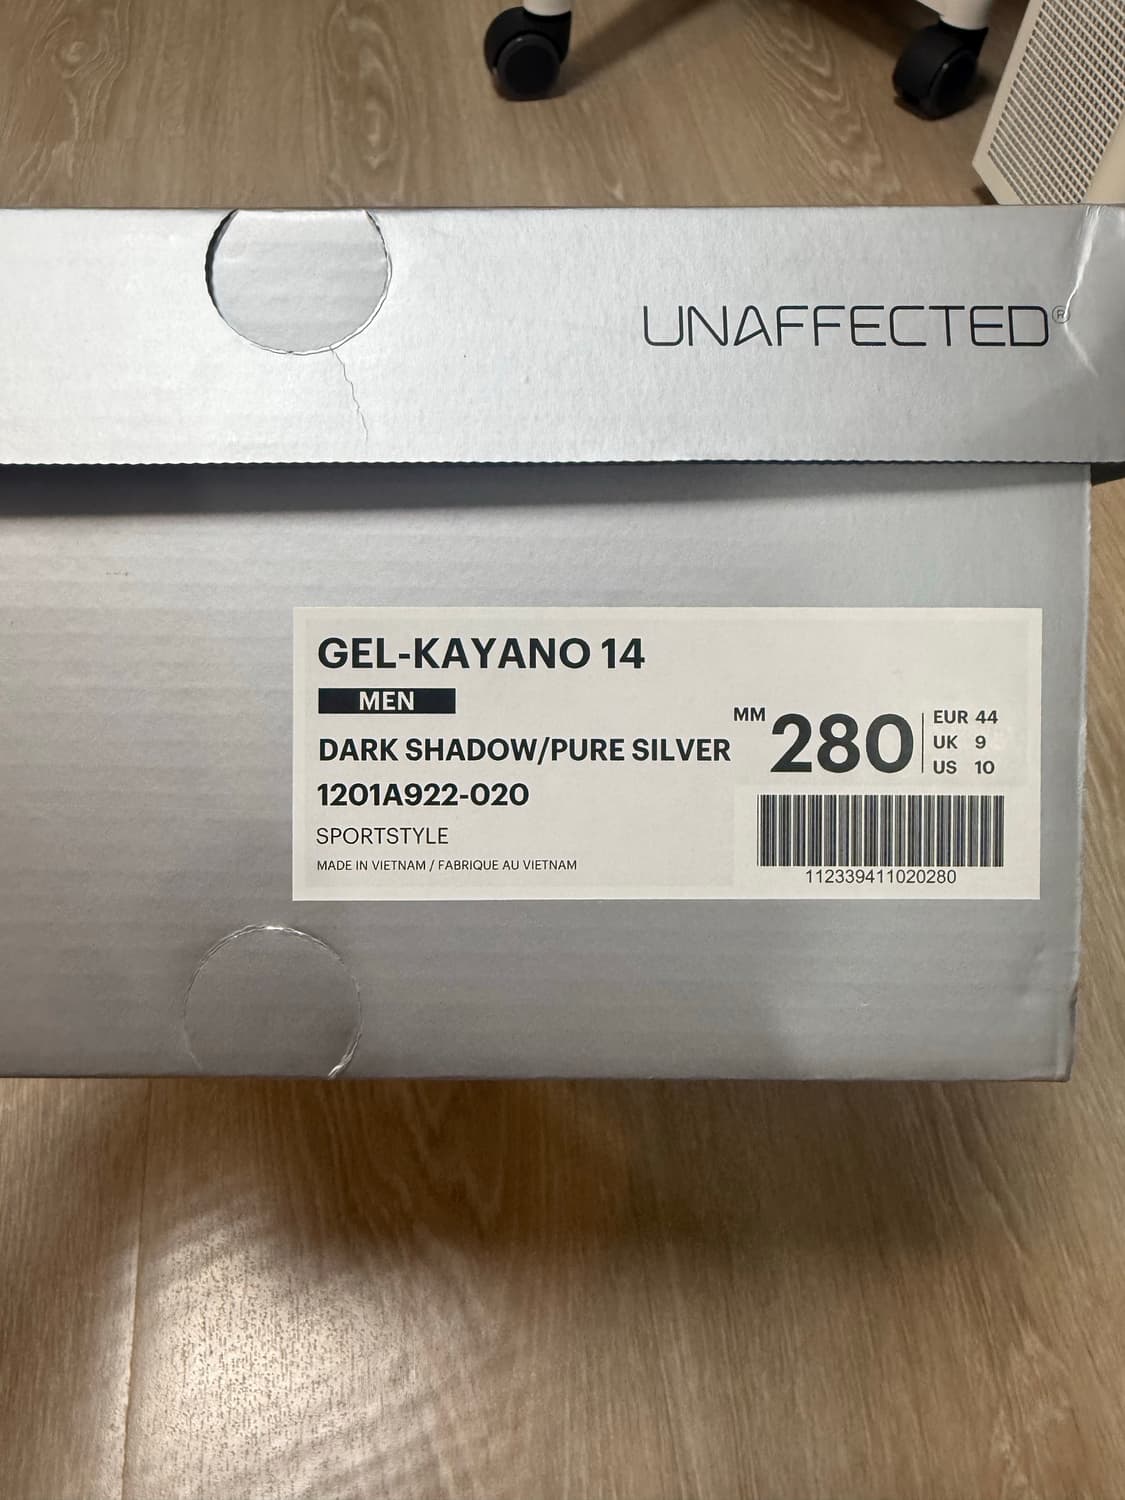 UNAFFECTED®
GEL-KAYANO 14
MEN
DARK SHADOW/PURE SILVER
1201A922-020
SPORTSTYLE
MADE IN VIETNAM / FABRIQUE AU VIETNAM
MM 280
EUR 44
UK 9
US 10
112339411020280